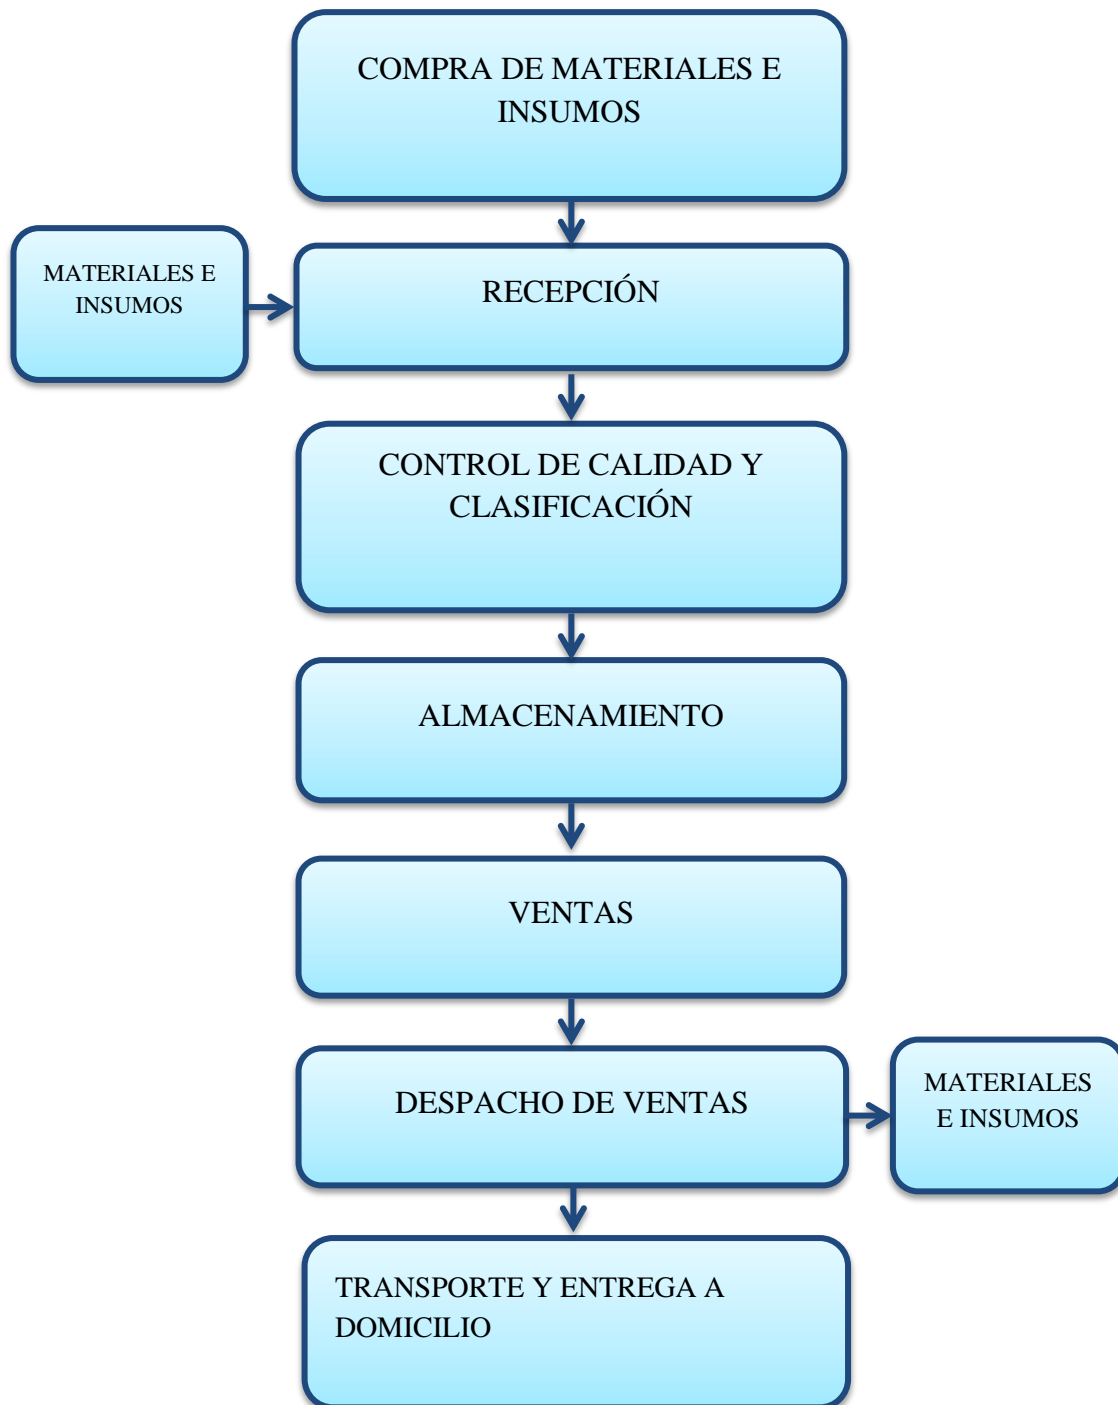 COMPRA DE MATERIALES E
INSUMOS
MATERIALES E
INSUMOS
RECEPCIÓN
CONTROL DE CALIDAD Y
CLASIFICACIÓN
ALMACENAMIENTO
VENTAS
DESPACHO DE VENTAS
MATERIALES
E INSUMOS
TRANSPORTE Y ENTREGA A
DOMICILIO